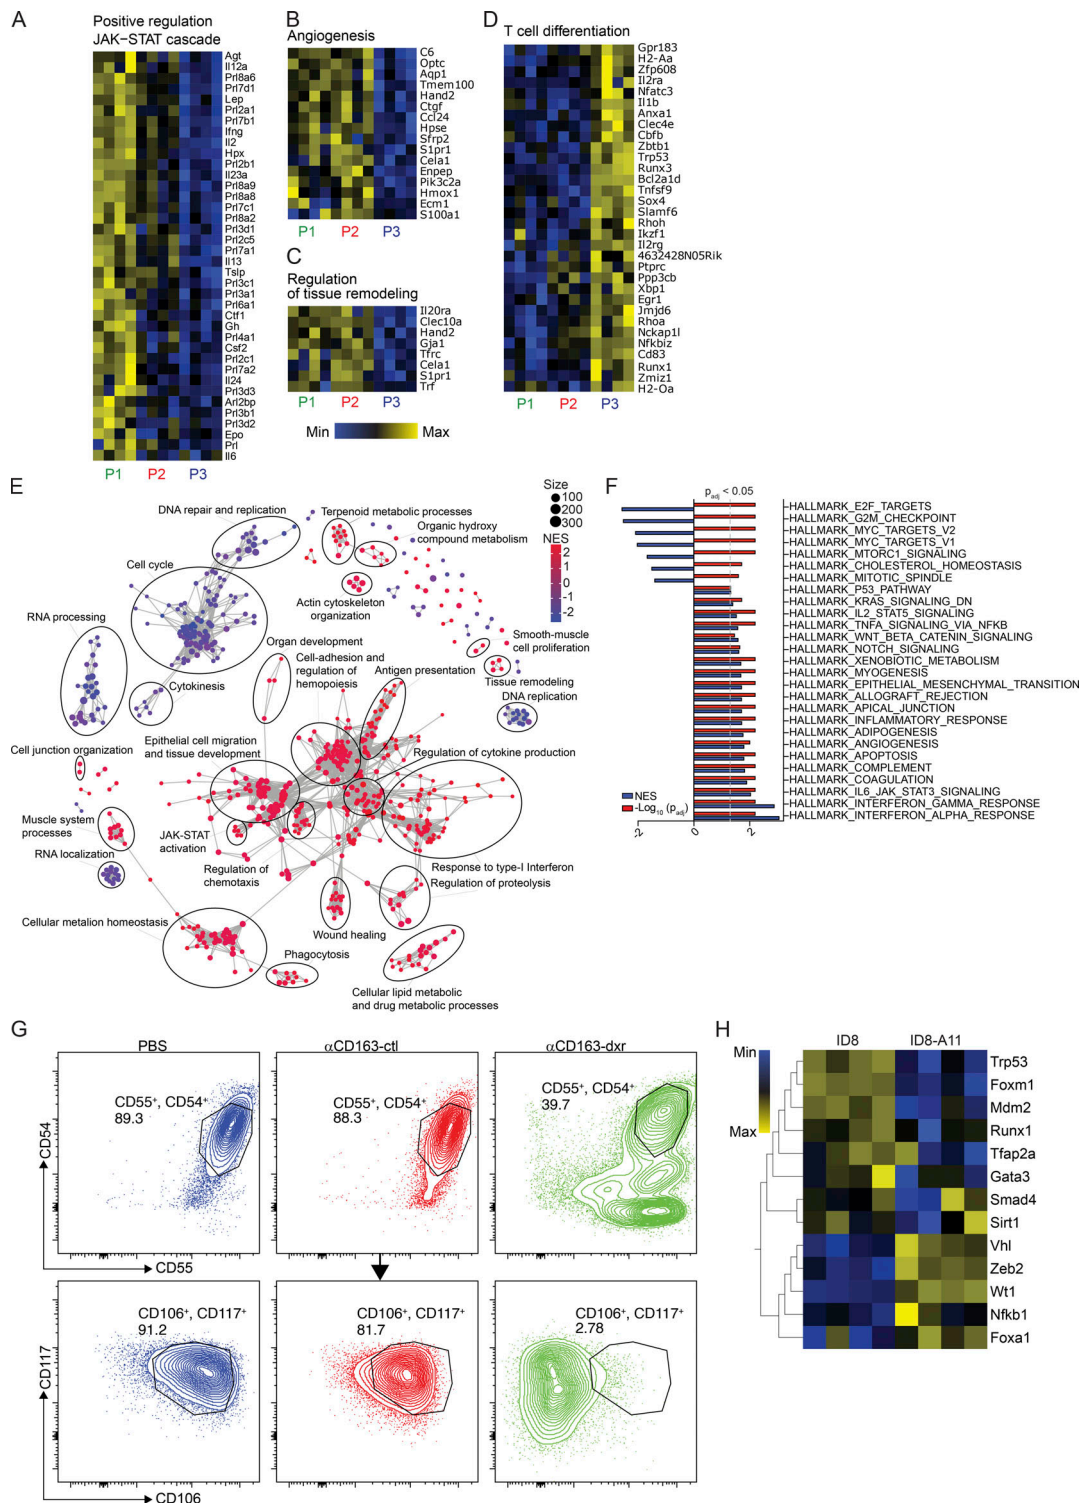 A
Positive regulation
JAK−STAT cascade
Agt
Il12a
Prl8a6
Prl7d1
Lep
Prl2a1
Prl7b1
Ifng
Il2
Hpx
Prl2b1
Il23a
Prl8a9
Prl8a8
Prl7c1
Prl8a2
Prl3d1
Prl2c5
Prl7a1
Il13
Tslp
Prl3c1
Prl3a1
Prl6a1
Ctf1
Gh
Prl4a1
Csf2
Prl2c1
Prl7a2
Il24
Prl3d3
Arl2bp
Prl3b1
Prl3d2
Epo
Prl
Il6
P1 P2 P3
B
Angiogenesis
C6
Optc
Aqp1
Tmem100
Hand2
Ctgf
Ccl24
Hpse
Sfrp2
S1pr1
Cela1
Enpep
Pik3c2a
Hmox1
Ecm1
S100a1
P1 P2 P3
C
Regulation
of tissue remodeling
Il20ra
Clec10a
Hand2
Gja1
Tfrc
Cela1
S1pr1
Trf
P1 P2 P3
Min Max
D
T cell differentiation
Gpr183
H2-Aa
Zfp608
Il2ra
Nfatc3
Il1b
Anxa1
Clec4e
Cbfb
Zbtb1
Trp53
Runx3
Bcl2a1d
Tnfsf9
Sox4
Slamf6
Rhoh
Ikzf1
Il2rg
4632428N05Rik
Ptprc
Ppp3cb
Xbp1
Egr1
Jmjd6
Rhoa
Nckap1l
Nfkbiz
Cd83
Runx1
Zmiz1
H2-Oa
P1 P2 P3
E
DNA repair and replication
Terpenoid metabolic processes
Organic hydroxy
compound metabolism
Size
100
200
300
NES
2
1
0
-1
-2
Cell cycle
Actin cytoskeleton
organization
RNA processing
Organ development
Smooth-muscle
cell proliferation
Cell-adhesion and
regulation of
hemopoiesis
Antigen presentation
Tissue remodeling
Cytokinesis
DNA replication
Cell junction organization
Epithelial cell migration
and tissue development
Regulation of cytokine production
Muscle system
processes
JAK-STAT
activation
RNA localization
Regulation of
chemotaxis
Response to type-I Interferon
Regulation of proteolysis
Cellular metalion homeostasis
Wound healing
Phagocytosis
Cellular lipid metabolic
and drug metabolic processes
F
padj < 0.05
HALLMARK_E2F_TARGETS
HALLMARK_G2M_CHECKPOINT
HALLMARK_MYC_TARGETS_V2
HALLMARK_MYC_TARGETS_V1
HALLMARK_MTORC1_SIGNALING
HALLMARK_CHOLESTEROL_HOMEOSTASIS
HALLMARK_MITOTIC_SPINDLE
HALLMARK_P53_PATHWAY
HALLMARK_KRAS_SIGNALING_DN
HALLMARK_IL2_STAT5_SIGNALING
HALLMARK_TNFA_SIGNALING_VIA_NFKB
HALLMARK_WNT_BETA_CATENIN_SIGNALING
HALLMARK_NOTCH_SIGNALING
HALLMARK_XENOBIOTIC_METABOLISM
HALLMARK_MYOGENESIS
HALLMARK_EPITHELIAL_MESENCHYMAL_TRANSITION
HALLMARK_ALLOGRAFT_REJECTION
HALLMARK_APICAL_JUNCTION
HALLMARK_INFLAMMATORY_RESPONSE
HALLMARK_ADIPOGENESIS
HALLMARK_ANGIOGENESIS
HALLMARK_APOPTOSIS
HALLMARK_COMPLEMENT
HALLMARK_COAGULATION
HALLMARK_IL6_JAK_STAT3_SIGNALING
HALLMARK_INTERFERON_GAMMA_RESPONSE
HALLMARK_INTERFERON_ALPHA_RESPONSE
NES
-Log10 (padj)
-2 0 2
G
PBS αCD163-ctl αCD163-dxr
CD55+, CD54+
89.3
CD55+, CD54+
88.3
CD55+, CD54+
39.7
CD54
CD55
CD106+, CD117+
91.2
CD106+, CD117+
81.7
CD106+, CD117+
2.78
CD117
CD106
H
Min
Max
ID8 ID8-A11
Trp53
Foxm1
Mdm2
Runx1
Tfap2a
Gata3
Smad4
Sirt1
Vhl
Zeb2
Wt1
Nfkb1
Foxa1